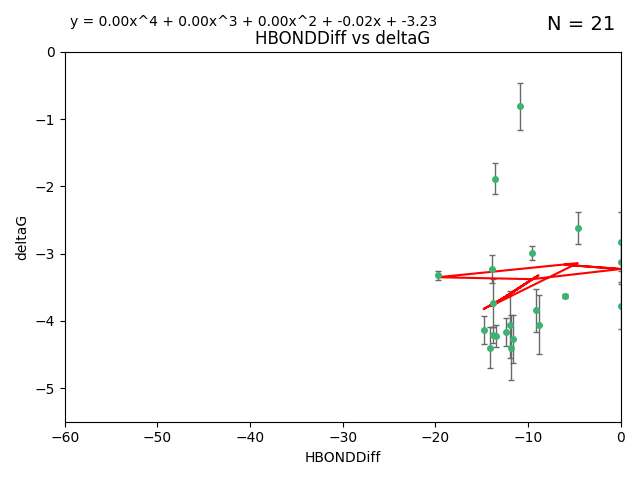 y = 0.00x^4 + 0.00x^3 + 0.00x^2 + -0.02x + -3.23
N = 21
HBONDDiff vs deltaG
0
−1
−2
−3
−4
−5
deltaG
−60
−50
−40
−30
−20
−10
0
HBONDDiff